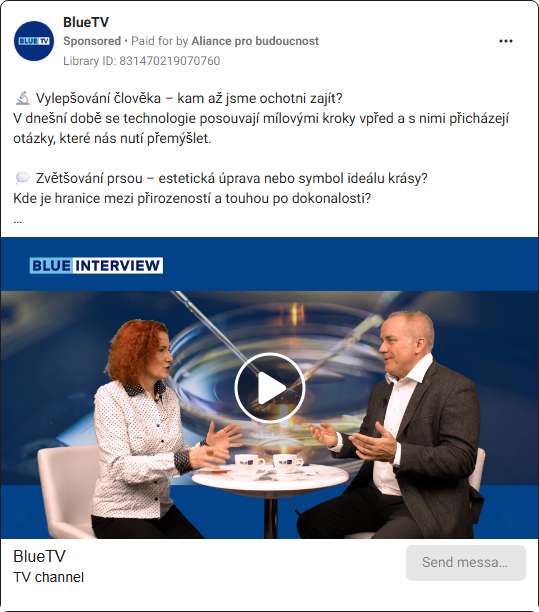 BlueTV
Sponsored • Paid for by Aliance pro budoucnost
Library ID: 831470219070760
BLUE TV
🔬 Vylepšování člověka – kam až jsme ochotni zajít?
V dnešní době se technologie posouvají mílovými kroky vpřed a s nimi přicházejí
otázky, které nás nutí přemýšlet.
💭 Zvětšování prsou – estetická úprava nebo symbol ideálu krásy?
Kde je hranice mezi přirozeností a touhou po dokonalosti?
...
BLUE INTERVIEW
BlueTV
TV channel
Send messa...